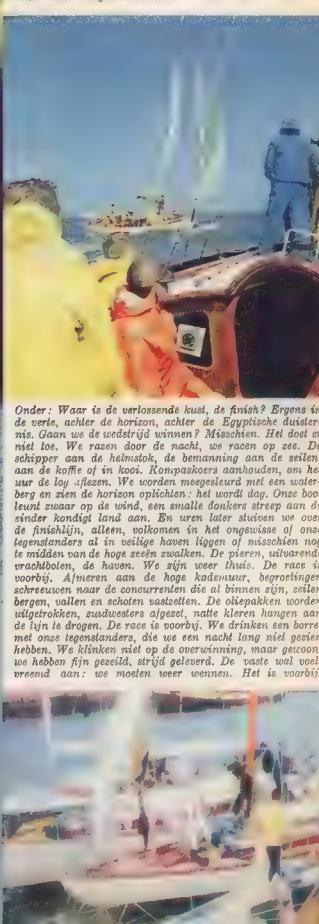 Onder: Waar is de verlossende kust, de finish? Ergens in
de verte, achter de horizon, achter de Egyptische duister-
nis. Gaan we de wedstrijd winnen? Misschien. Het doet er
niet toe. We razen door de nacht, we racen op zee. De
schipper aan de helmstok, de bemanning aan de zeilen,
aan de koffie of in kooi. Kompaskoers aanhouden, om het
uur de log aflezen. We worden meegesleurd met een water-
berg en zien de horizon oplichten: het wordt dag. Onze boo
leunt zwaar op de wind, een smalle donkere streep aan de
einder kondigt land aan. En uren later stuiven we over
de finishlijn, alleen, volkomen in het ongewisse of onze
tegenstanders al in veilige haven liggen of misschien nog
te midden van de hoge zeeën zwalken. De pieren, uitvarende
vrachtboten, de haven. We zijn weer thuis. De race is
voorbij. Afmeren aan de hoge kademuur, begroetingen
schreeuwen naar de concurrenten die al binnen zijn, zeilen
bergen, vallen en schoten vastzetten. De oliepakken worden
uitgetrokken, zuidwesters afgezet, natte kleren hangen aan
de lijn te drogen. De race is voorbij. We drinken een borrel
met onze tegenstanders, die we een nacht lang niet gezien
hebben. We klinken niet op de overwinning, maar gewoon:
we hebben fijn gezeild, strijd geleverd. De vaste wal voelt
vreemd aan: we moeten weer wennen. Het is voorbij